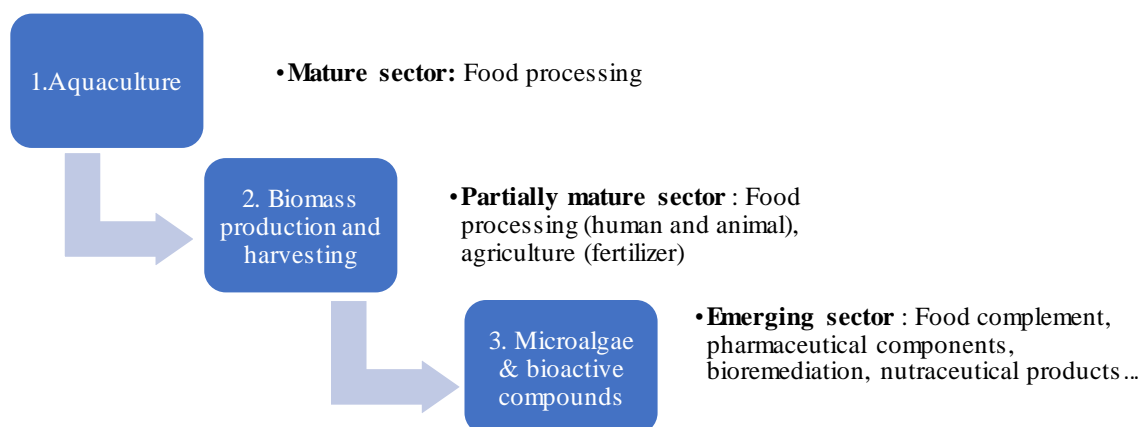 1.Aquaculture
•Mature sector: Food processing
2. Biomass
production and
harvesting
•Partially mature sector : Food
processing (human and animal),
agriculture (fertilizer)
3. Microalgae
& bioactive
compounds
•Emerging sector : Food complement,
pharmaceutical components,
bioremediation, nutraceutical products...